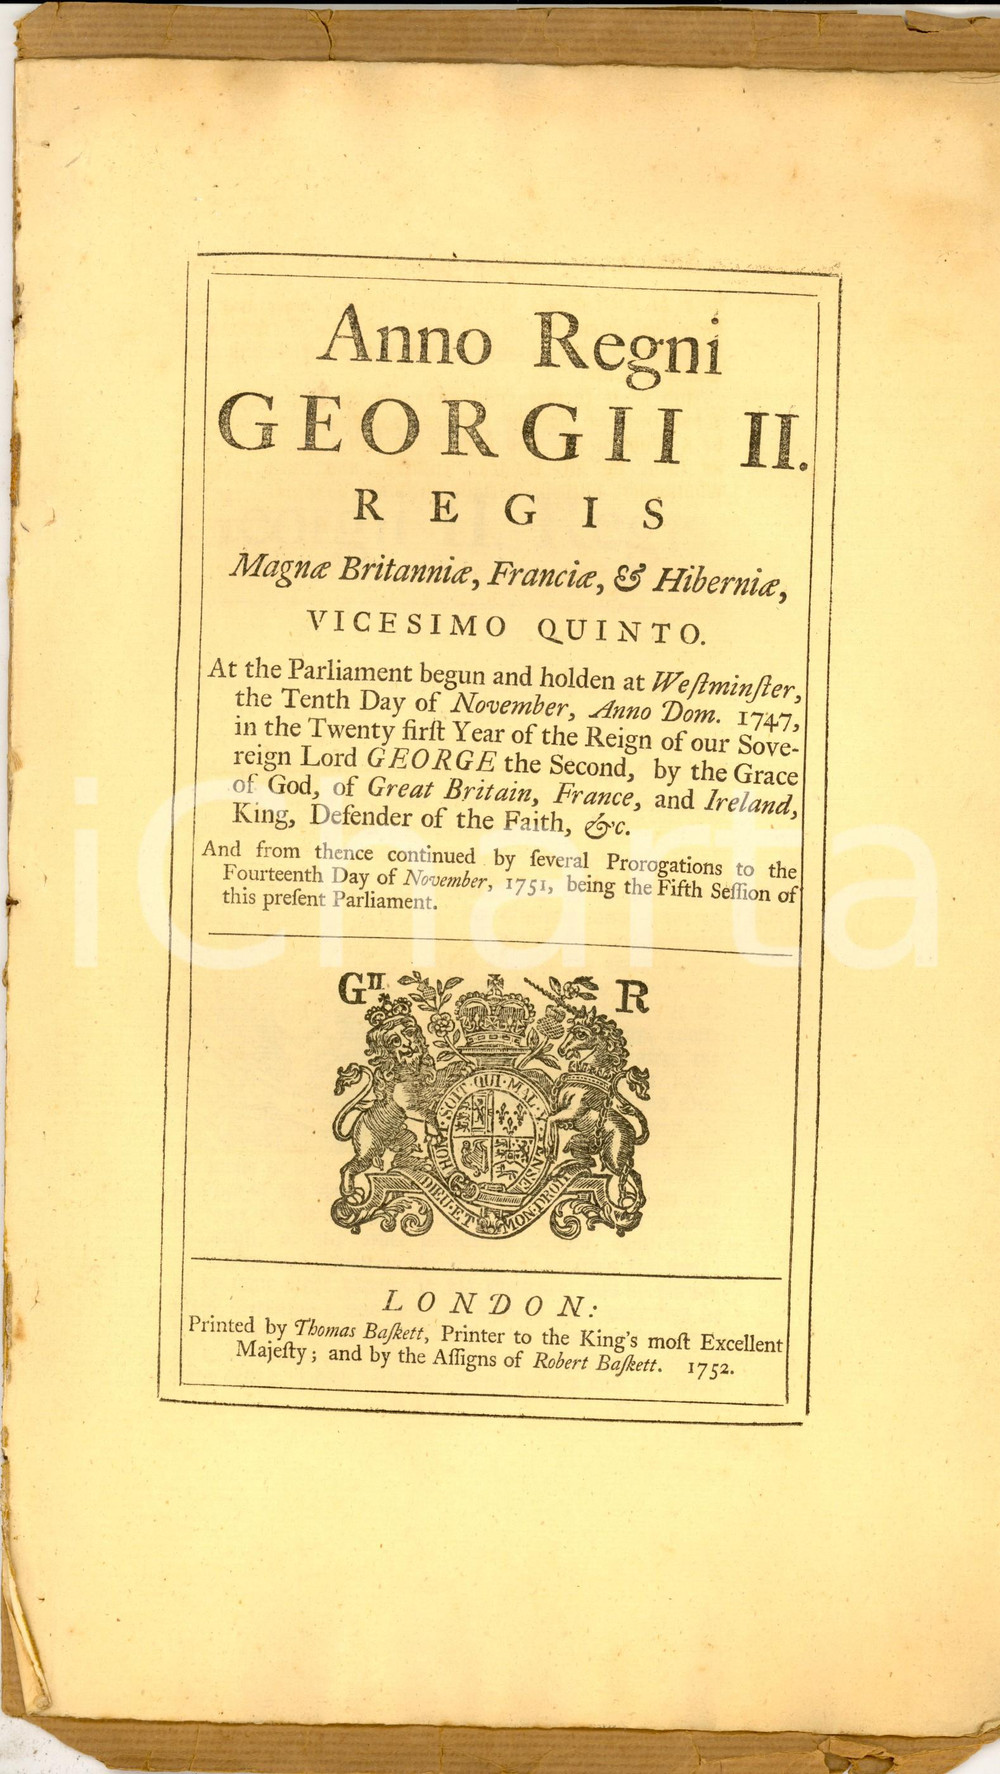 Anno Regni
GEORGII II.
REGIS
Magnæ Britanniæ, Franciæ, & Hiberniæ,
VICESIMO QUINTO.
At the Parliament begun and holden at Weſtminſter,
the Tenth Day of November, Anno Dom. 1747,
in the Twenty firſt Year of the Reign of our Sove-
reign Lord GEORGE the Second, by the Grace
of God, of Great Britain, France, and Ireland,
King, Defender of the Faith, &c.
And from thence continued by ſeveral Prorogations to the
Fourteenth Day of November, 1751, being the Fifth Seſſion of
this preſent Parliament.
iCharta
G II R
HONI·SOIT·QUI·MAL·Y·PENSE
DIEU·ET MON·DROI
LONDON:
Printed by Thomas Baſkett, Printer to the King's moſt Excellent
Majeſty; and by the Aſſigns of Robert Baſkett. 1752.